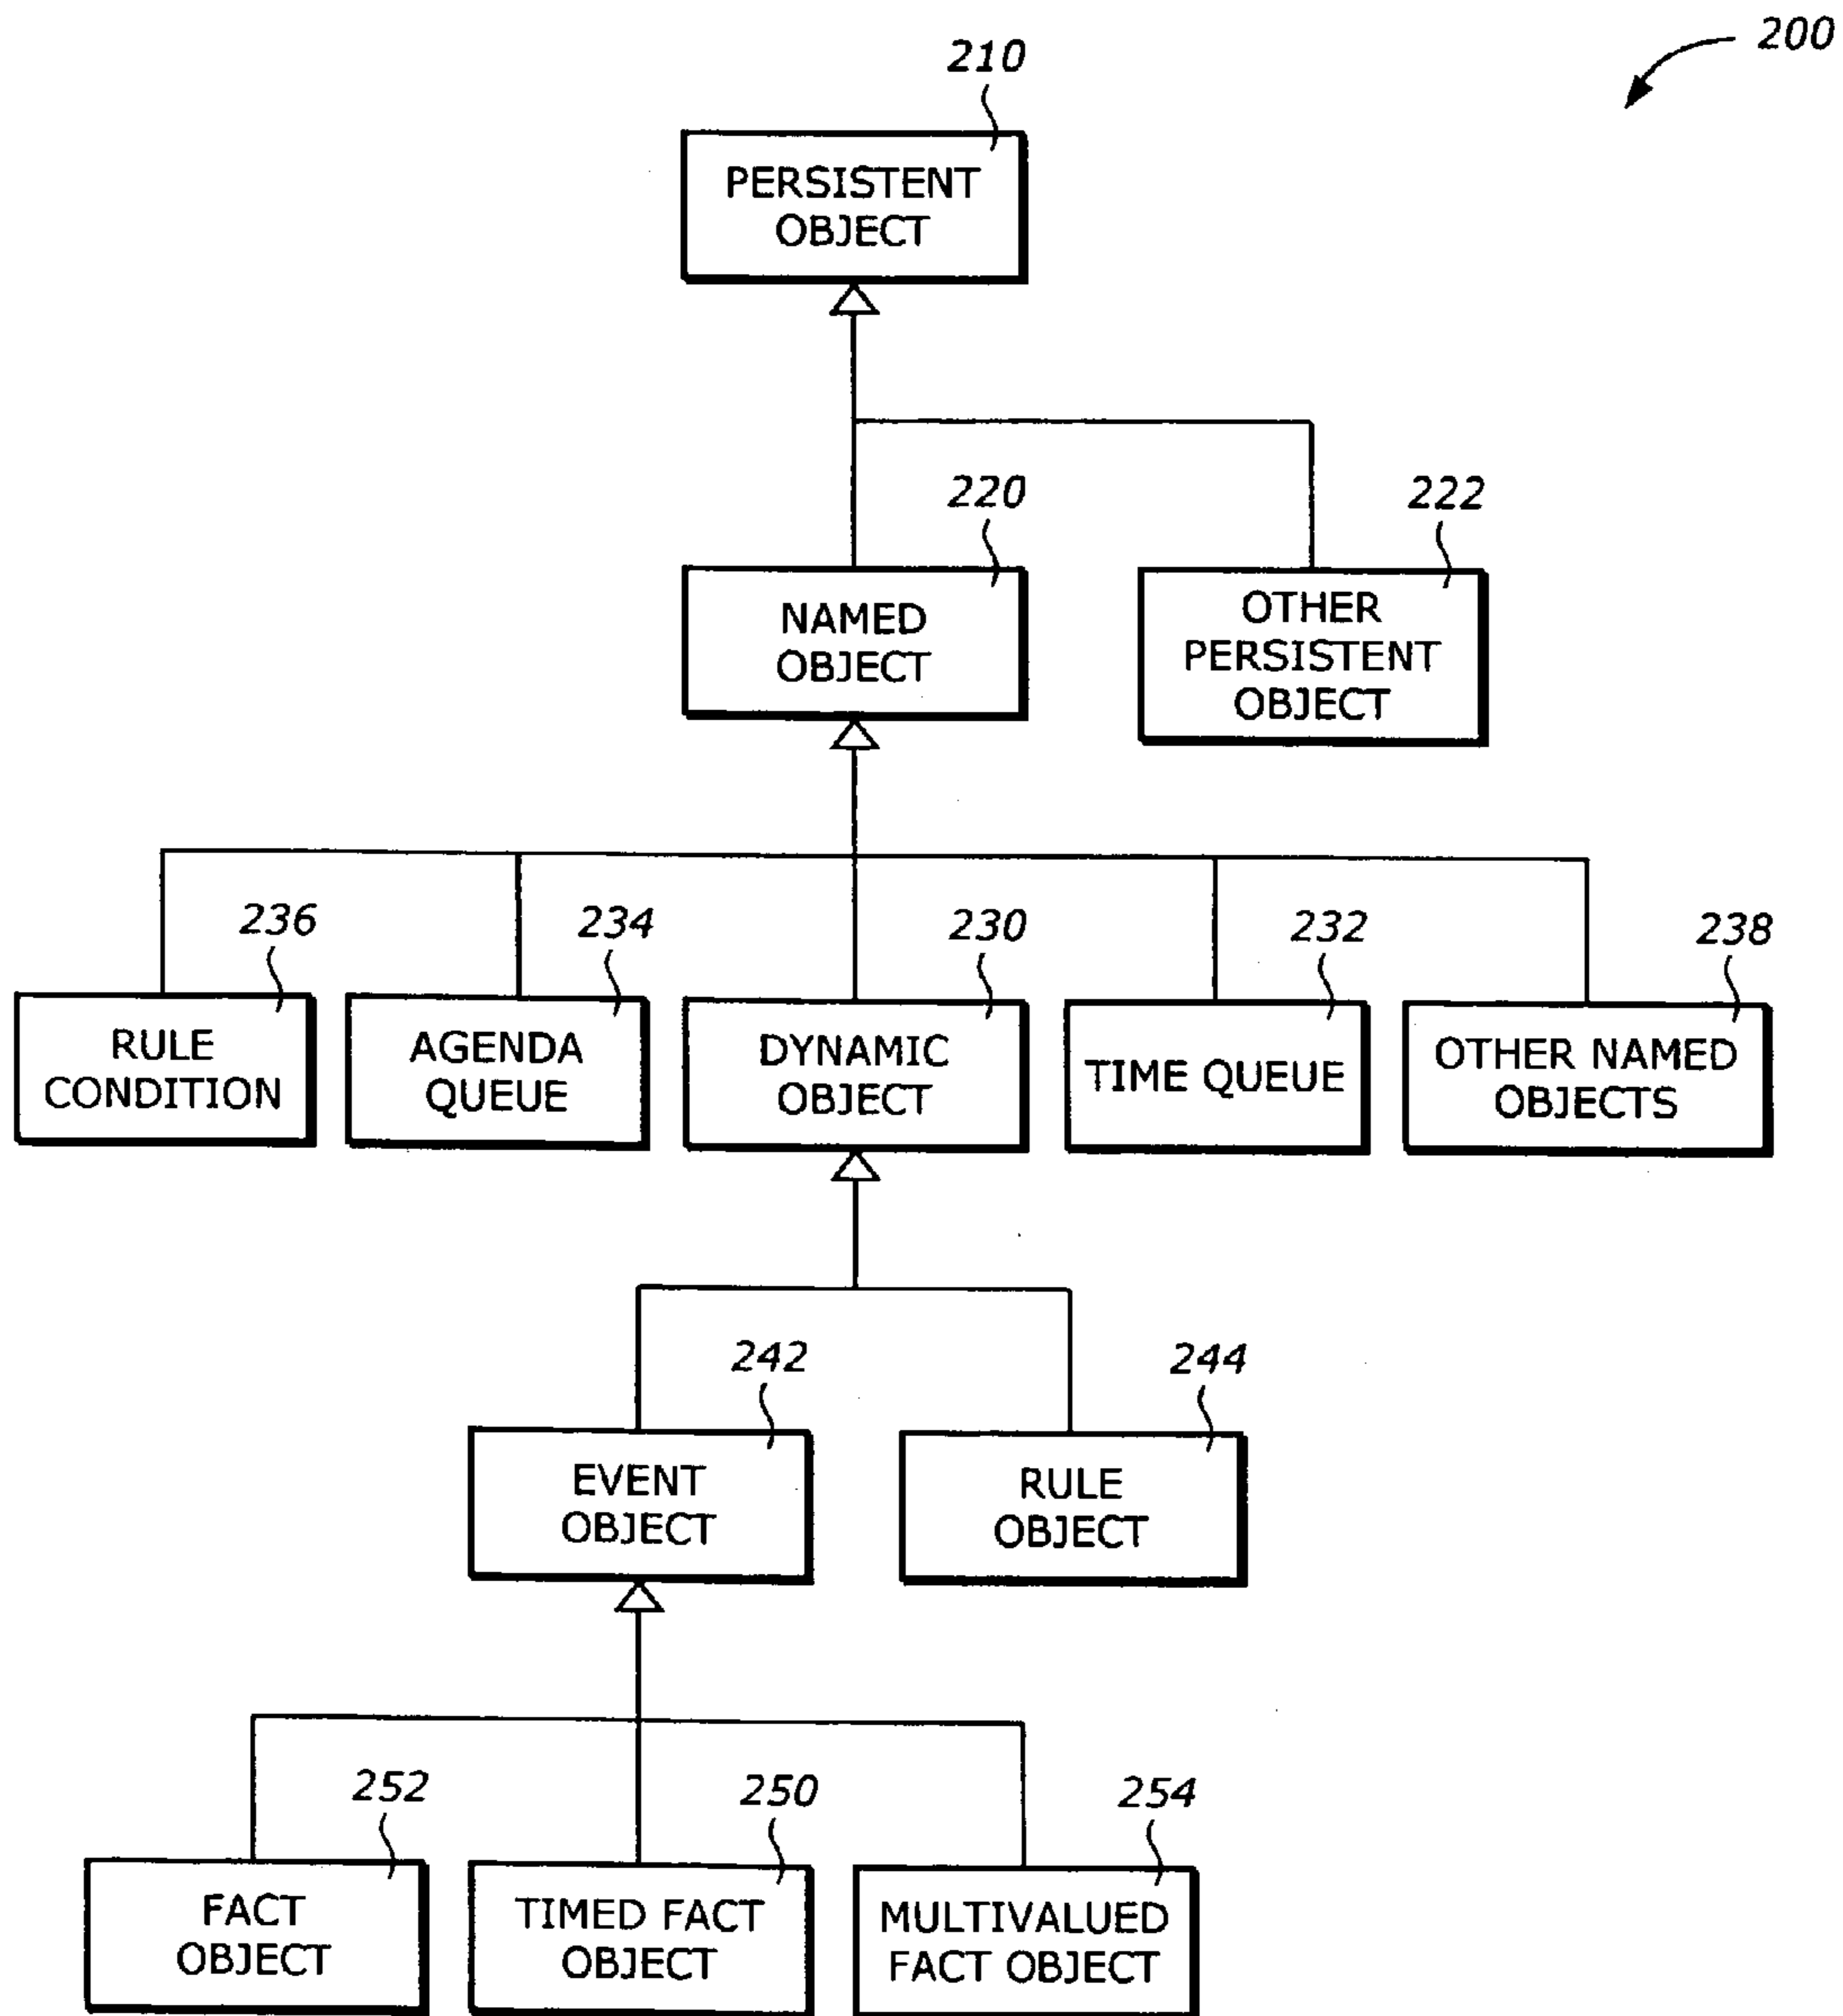 200
210
PERSISTENT
OBJECT
220
222
NAMED
OBJECT
OTHER
PERSISTENT
OBJECT
236
234
230
232
238
RULE
CONDITION
AGENDA
QUEUE
DYNAMIC
OBJECT
TIME QUEUE
OTHER NAMED
OBJECTS
242
244
EVENT
OBJECT
RULE
OBJECT
252
250
254
FACT
OBJECT
TIMED FACT
OBJECT
MULTIVALUED
FACT OBJECT